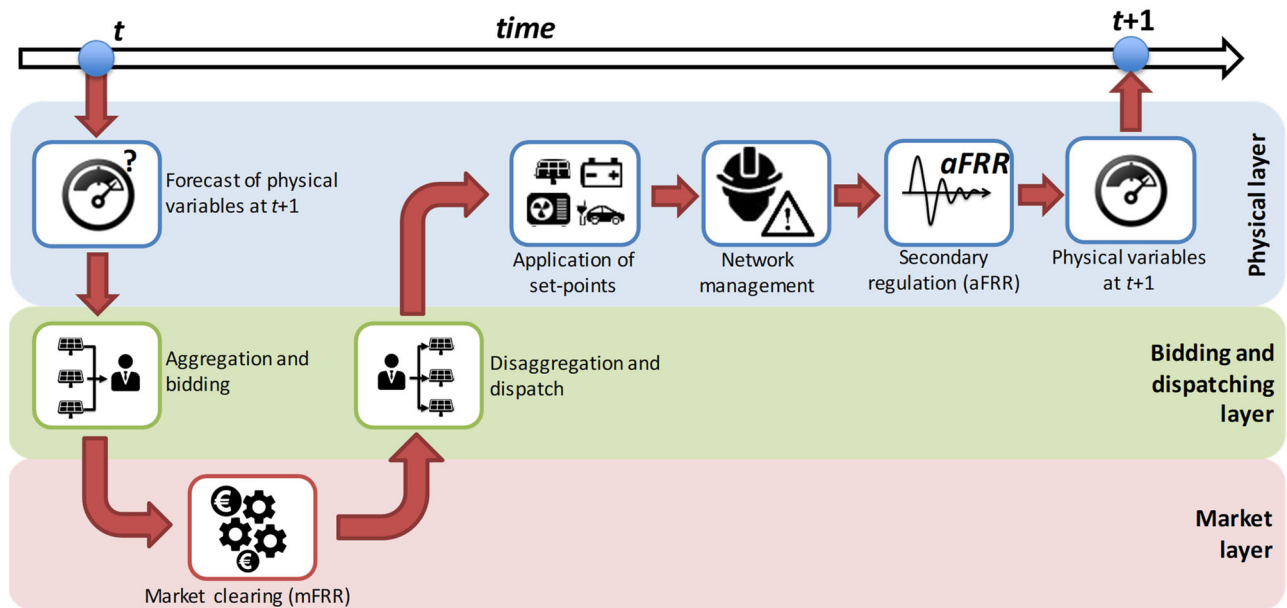 t
time
t+1
?
Forecast of physical
variables at t+1
Application of
set-points
Network
management
aFRR
Secondary
regulation (aFRR)
Physical variables
at t+1
Physical layer
Aggregation and
bidding
Disaggregation and
dispatch
Bidding and
dispatching
layer
€
€
Market clearing (mFRR)
Market
layer